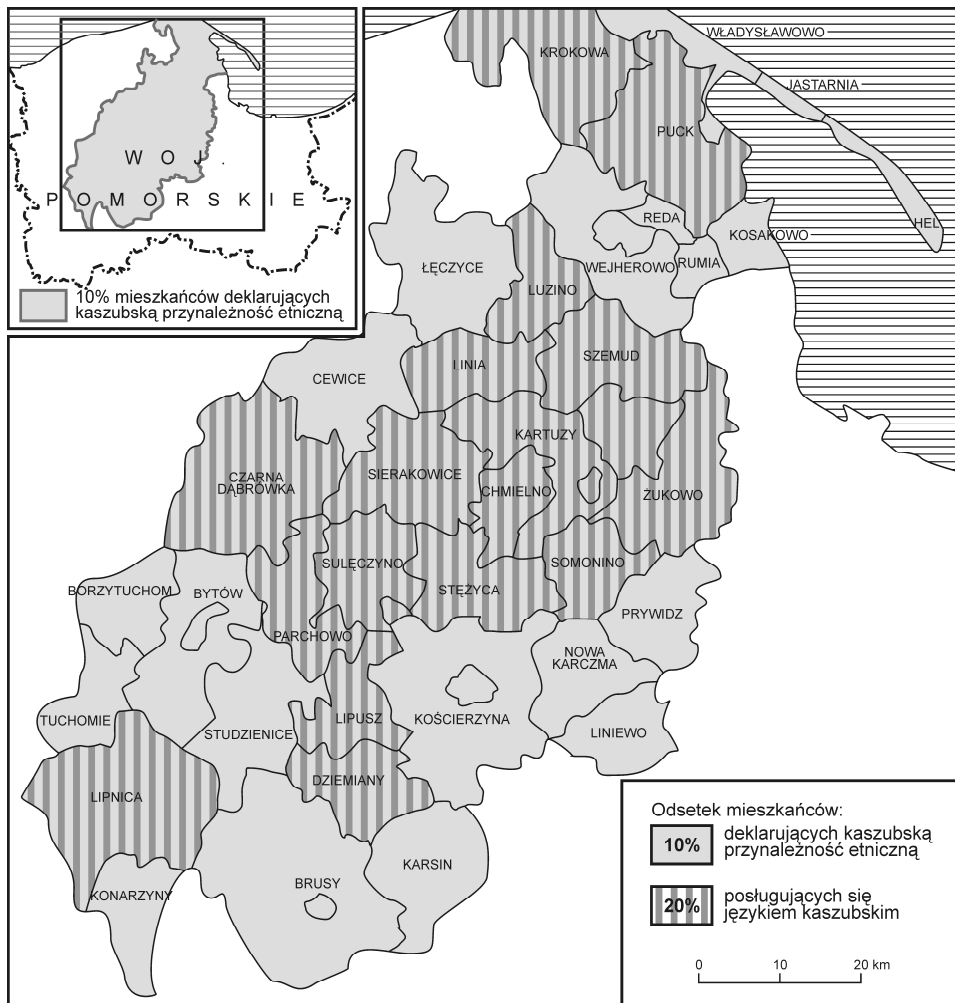 W O J.
P O M O R S K I E
10% mieszkańców deklarujących
kaszubską przynależność etniczną
KROKOWA
WŁADYSŁAWOWO
JASTARNIA
PUCK
HEL
REDA
KOSAKOWO
WEJHEROWO
RUMIA
ŁĘCZYCE
LUZINO
CEWICE
LINIA
SZEMUD
KARTUZY
CZARNA
DĄBRÓWKA
SIERAKOWICE
CHMIELNO
ŻUKOWO
SULĘCZYNO
STĘŻYCA
SOMONINO
BORZYTUCHOM
BYTÓW
PRYWIDZ
PARCHOWO
NOWA
KARCZMA
TUCHOMIE
STUDZIENICE
LIPUSZ
KOŚCIERZYNA
LINIEWO
LIPNICA
DZIEMIANY
KONARZYNY
BRUSY
KARSIN
Odsetek mieszkańców:
10%
deklarujących kaszubską
przynależność etniczną
20%
posługujących się
językiem kaszubskim
0 10 20 km